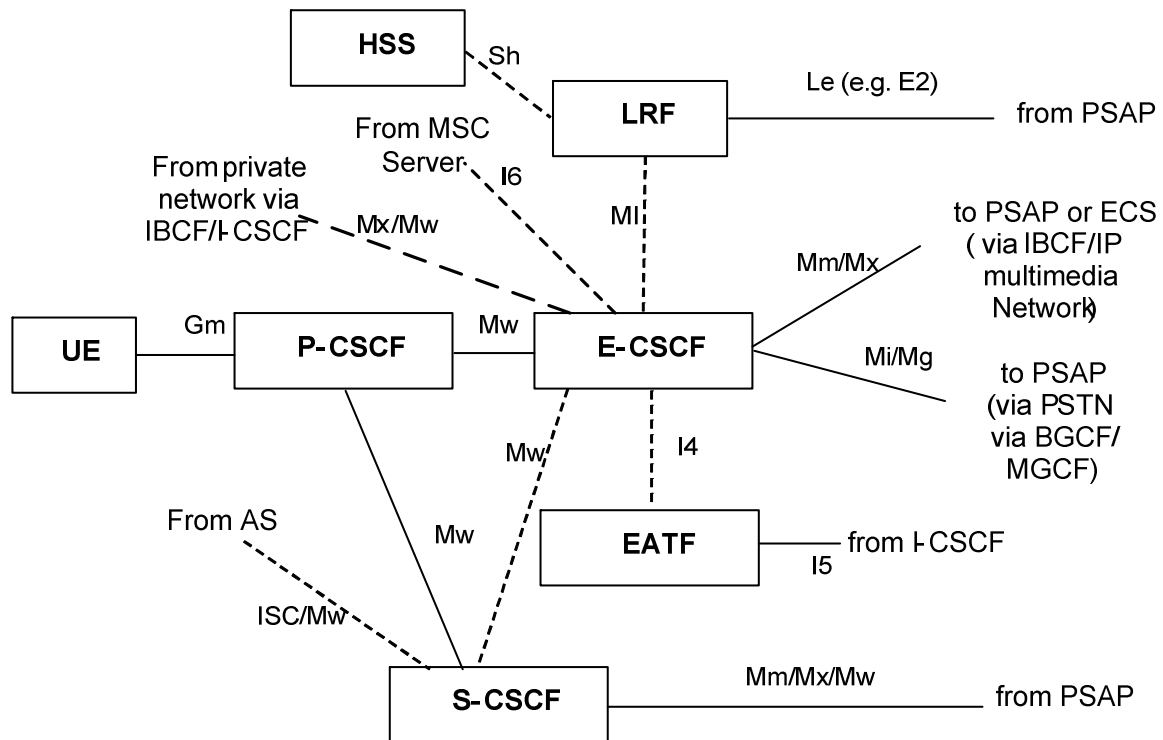 HSS
Sh
LRF
Le (e.g. E2)
from PSAP
From MSC
Server
I6
From private
network via
IBCF/I-CSCF
Mx/Mw
Ml
to PSAP or ECS
( via IBCF/IP
multimedia
Network)
Mm/Mx
UE
Gm
P-CSCF
Mw
E-CSCF
Mi/Mg
to PSAP
(via PSTN
via BGCF/
MGCF)
Mw
I4
From AS
Mw
EATF
I5
from I-CSCF
ISC/Mw
S-CSCF
Mm/Mx/Mw
from PSAP